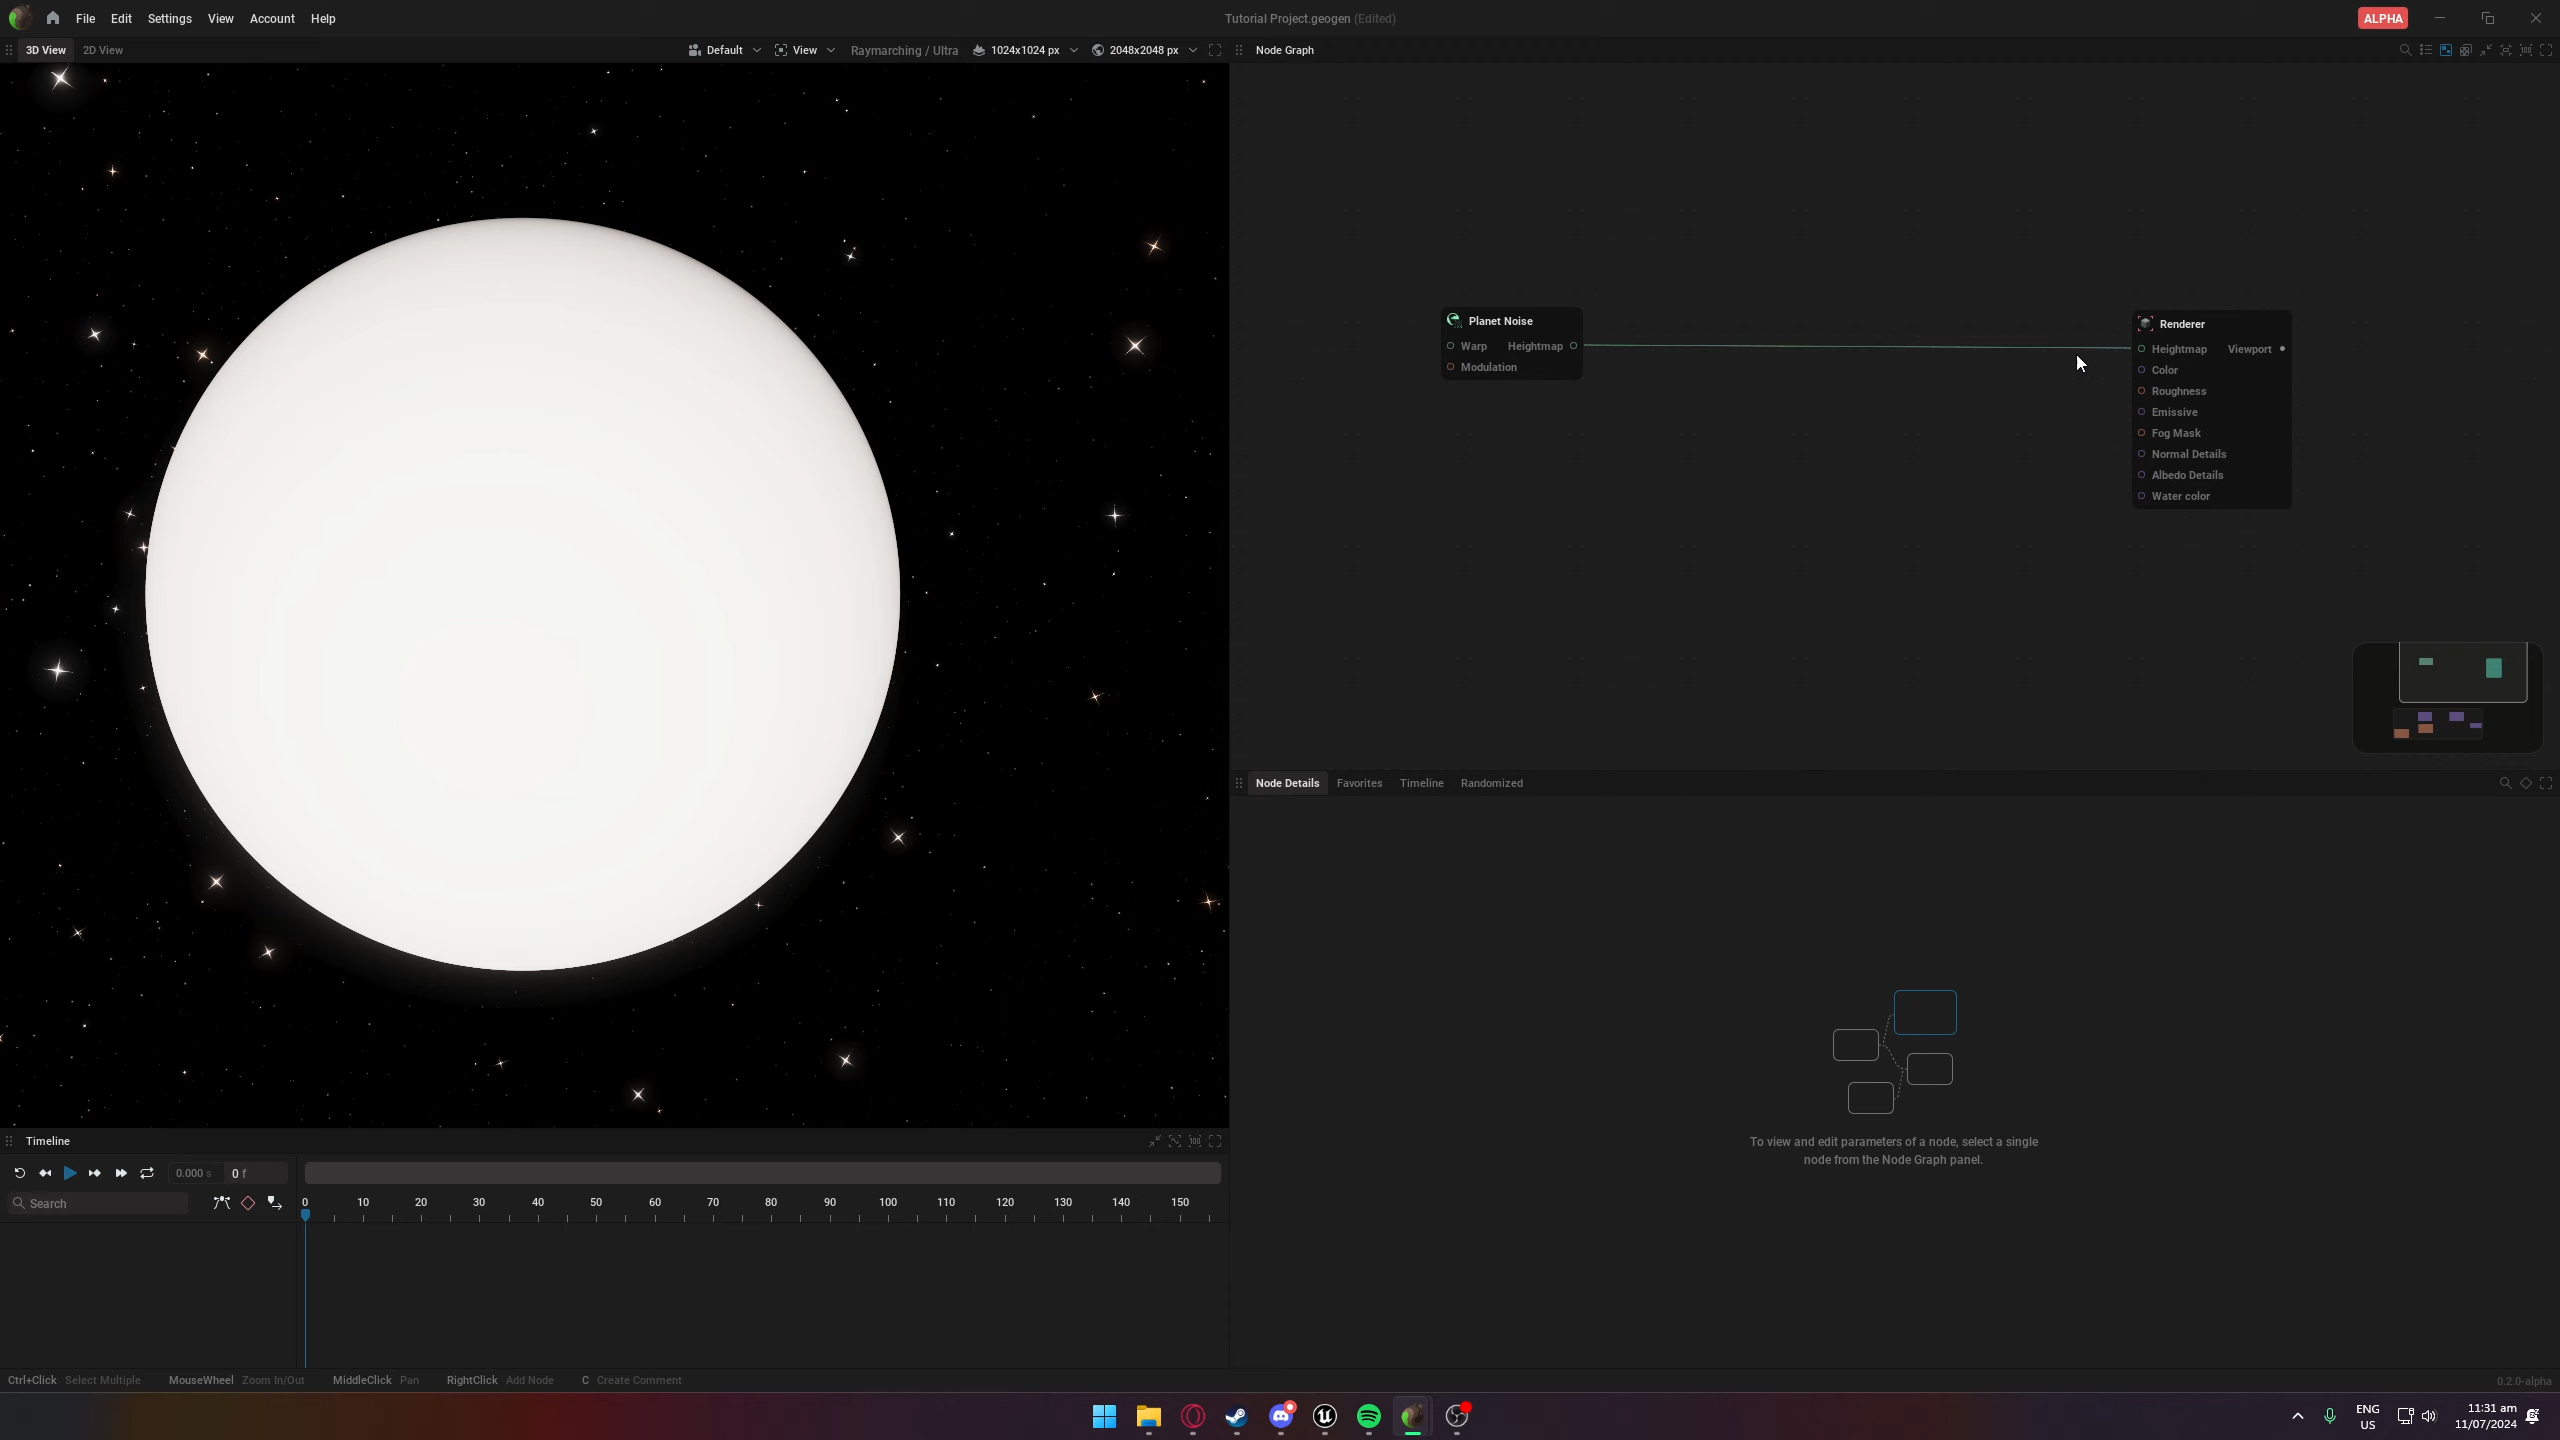 File Edit Settings View Account Help
Tutorial Project.geogen (Edited)
ALPHA
3D View 2D View
Default View Raymarching / Ultra 1024x1024 px 2048x2048 px
Node Graph
Planet Noise
Warp Heightmap
Modulation
Renderer
Heightmap Viewport
Color
Roughness
Emissive
Fog Mask
Normal Details
Albedo Details
Water color
Node Details Favorites Timeline Randomized
To view and edit parameters of a node, select a single
node from the Node Graph panel.
Timeline
0.000 s 0 f
Search
0 10 20 30 40 50 60 70 80 90 100 110 120 130 140 150
Ctrl+Click Select Multiple MouseWheel Zoom In/Out MiddleClick Pan RightClick Add Node C Create Comment
0.2.0-alpha
ENG
US
11:31 am
11/07/2024